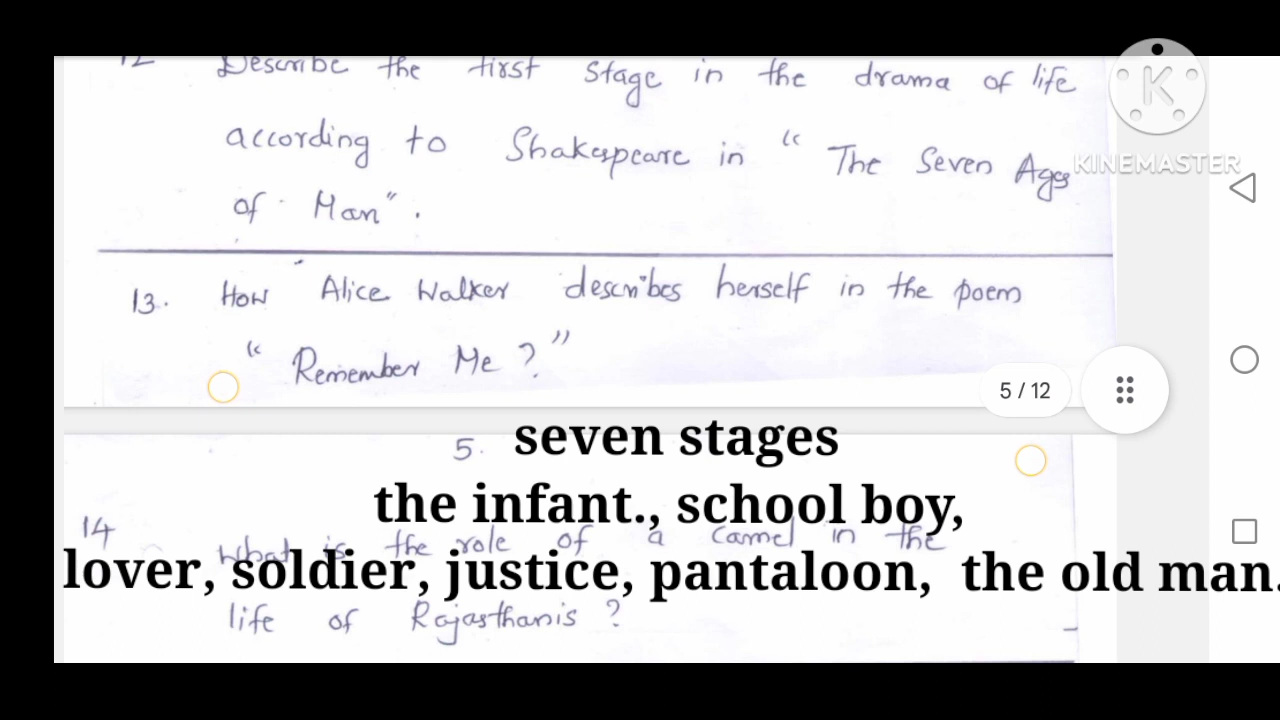 12 Describe the first stage in the drama of life
according to Shakespeare in "The Seven Ages
of Man".
KINEMASTER
13. How Alice Walker describes herself in the poem
"Remember Me?"
5 / 12
5. seven stages
the infant., school boy,
14 What is the role of a camel in the
lover, soldier, justice, pantaloon, the old man.
life of Rajasthanis?